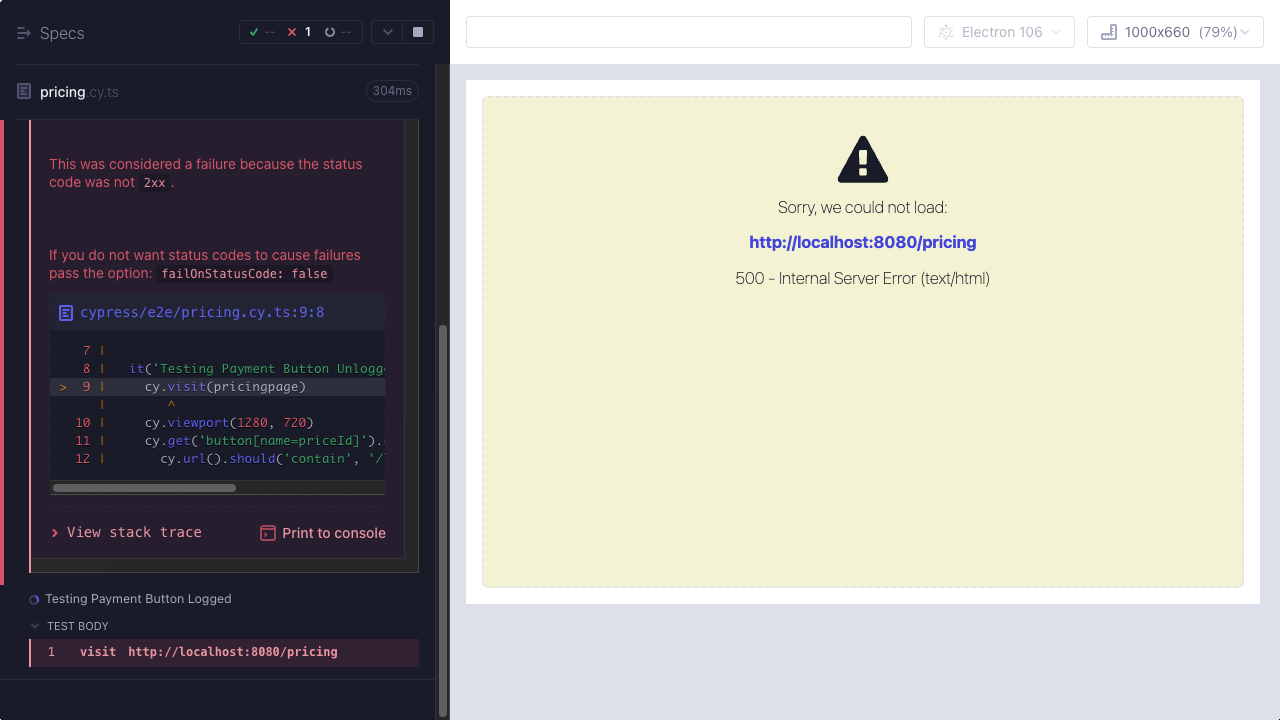 Specs
--
1
--
pricing.cy.ts
304ms
This was considered a failure because the status
code was not 2xx.
If you do not want status codes to cause failures
pass the option: failOnStatusCode: false
cypress/e2e/pricing.cy.ts:9:8
7 |
8 | it('Testing Payment Button Unlogge
> 9 | cy.visit(pricingpage)
| ^
10 | cy.viewport(1280, 720)
11 | cy.get('button[name=priceId]').
12 | cy.url().should('contain', '/
View stack trace
Print to console
Testing Payment Button Logged
TEST BODY
1 visit http://localhost:8080/pricing
Electron 106
1000x660 (79%)
Sorry, we could not load:
http://localhost:8080/pricing
500 - Internal Server Error (text/html)